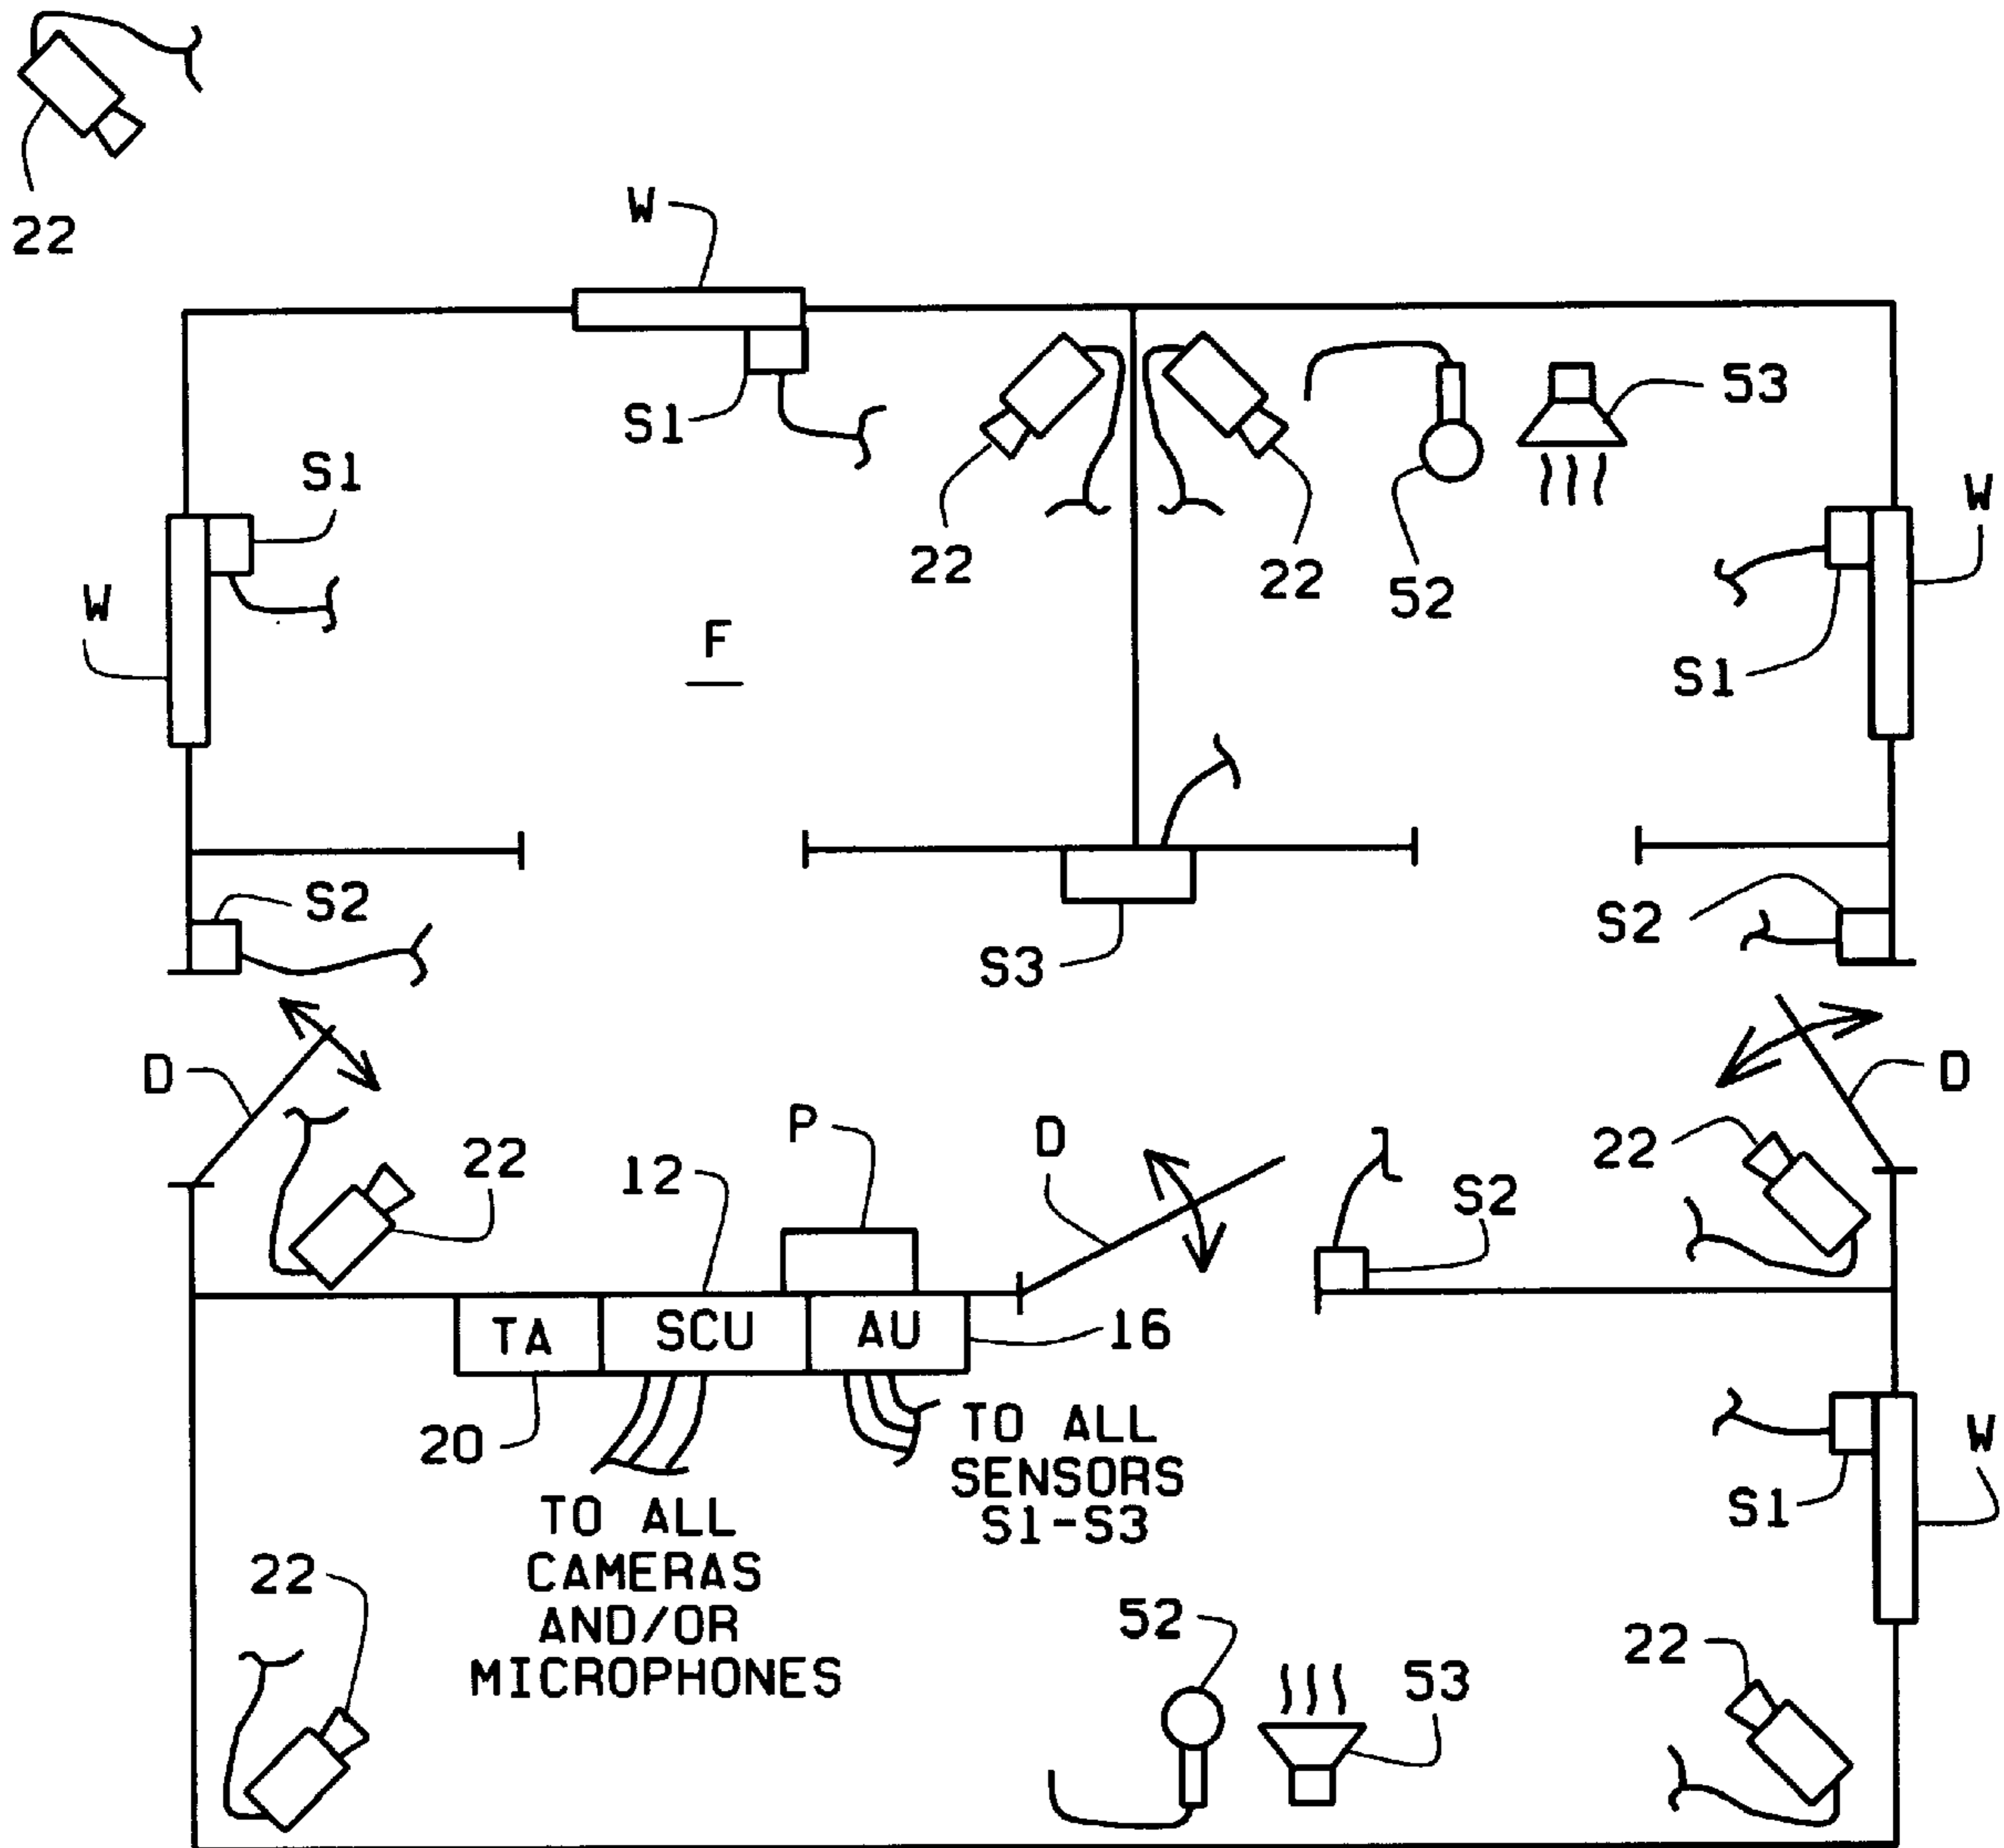 22
W
S1
53
S1
W
22
22
52
W
F
S1
S2
S2
S3
D
D
P
D
22
22
12
S2
TA
SCU
AU
16
20
TO ALL
SENSORS
S1-S3
W
S1
TO ALL
CAMERAS
AND/OR
MICROPHONES
22
52
22
53